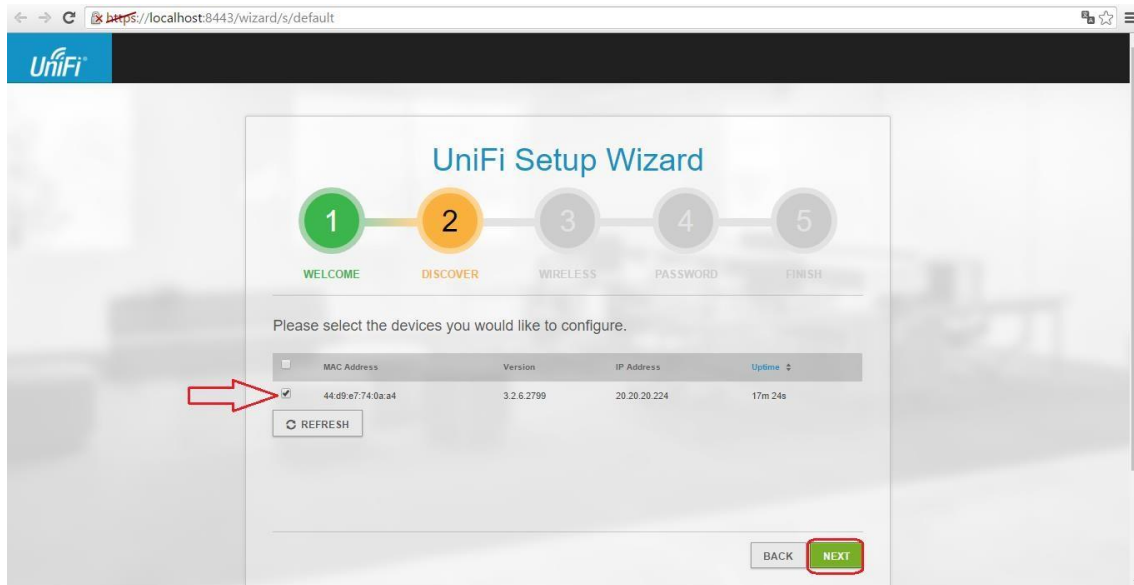 https://localhost:8443/wizard/s/default
UniFi
UniFi Setup Wizard
1 2 3 4 5
WELCOME DISCOVER WIRELESS PASSWORD FINISH
Please select the devices you would like to configure.
MAC Address Version IP Address Uptime
44:d9:e7:74:0a:a4 3.2.6.2799 20.20.20.224 17m 24s
REFRESH
BACK NEXT